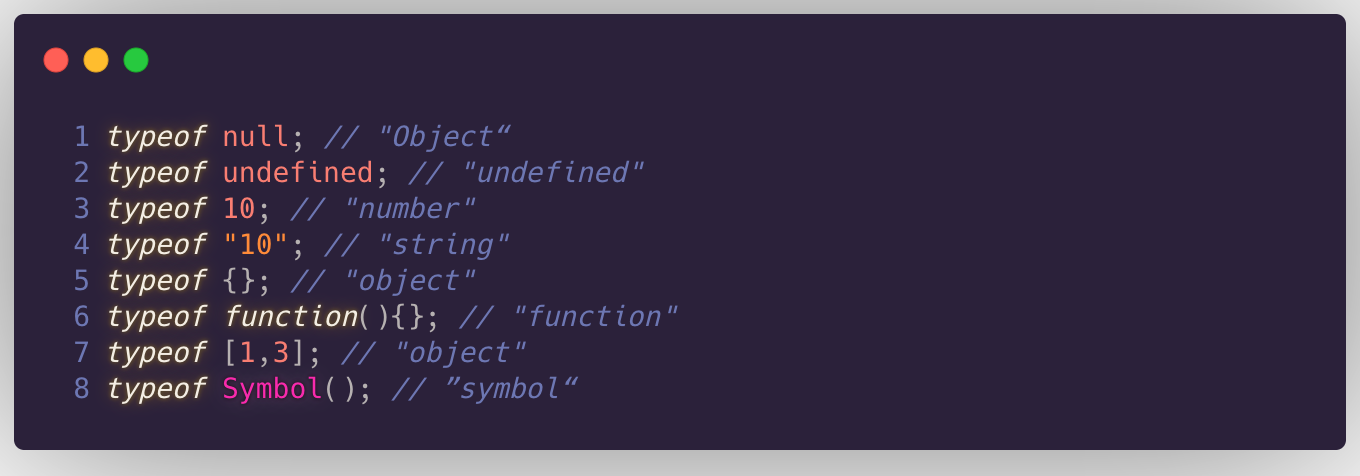 1 typeof null; // "Object“
2 typeof undefined; // "undefined"
3 typeof 10; // "number"
4 typeof "10"; // "string"
5 typeof {}; // "object"
6 typeof function(){}; // "function"
7 typeof [1,3]; // "object"
8 typeof Symbol(); // ”symbol“